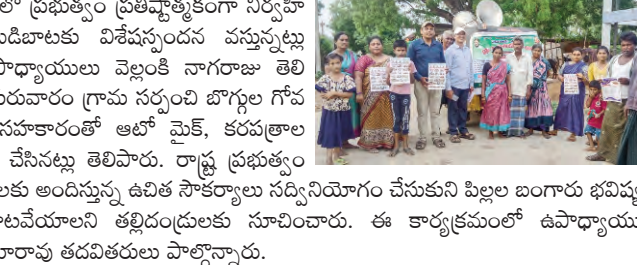 లో ప్రభుత్వం ప్రతిష్టాత్మకంగా నిర్వహి
డిబాటకు విశేషస్పందన వస్తున్నట్లు
పాధ్యాయులు వెల్లంకి నాగరాజు తెలి
రువారం గ్రామ సర్పంచి బొగ్గుల గోవ
సహకారంతో ఆటో మైక్, కరపత్రాల
చేసినట్లు తెలిపారు. రాష్ట్ర ప్రభుత్వం
లకు అందిస్తున్న ఉచిత సౌకర్యాలు సద్వినియోగం చేసుకుని పిల్లల బంగారు భవిష్య
ాటవేయాలని తల్లిదండ్రులకు సూచించారు. ఈ కార్యక్రమంలో ఉపాధ్యాయు
రావు తదవితరులు పాల్గొన్నారు.